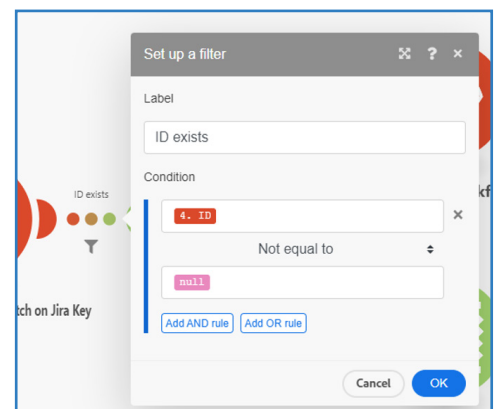 Set up a filter ?
Label
ID exists
Condition
ID exists
4. ID
Not equal to
null
tch on Jira Key
Add AND rule Add OR rule
Cancel OK
kf